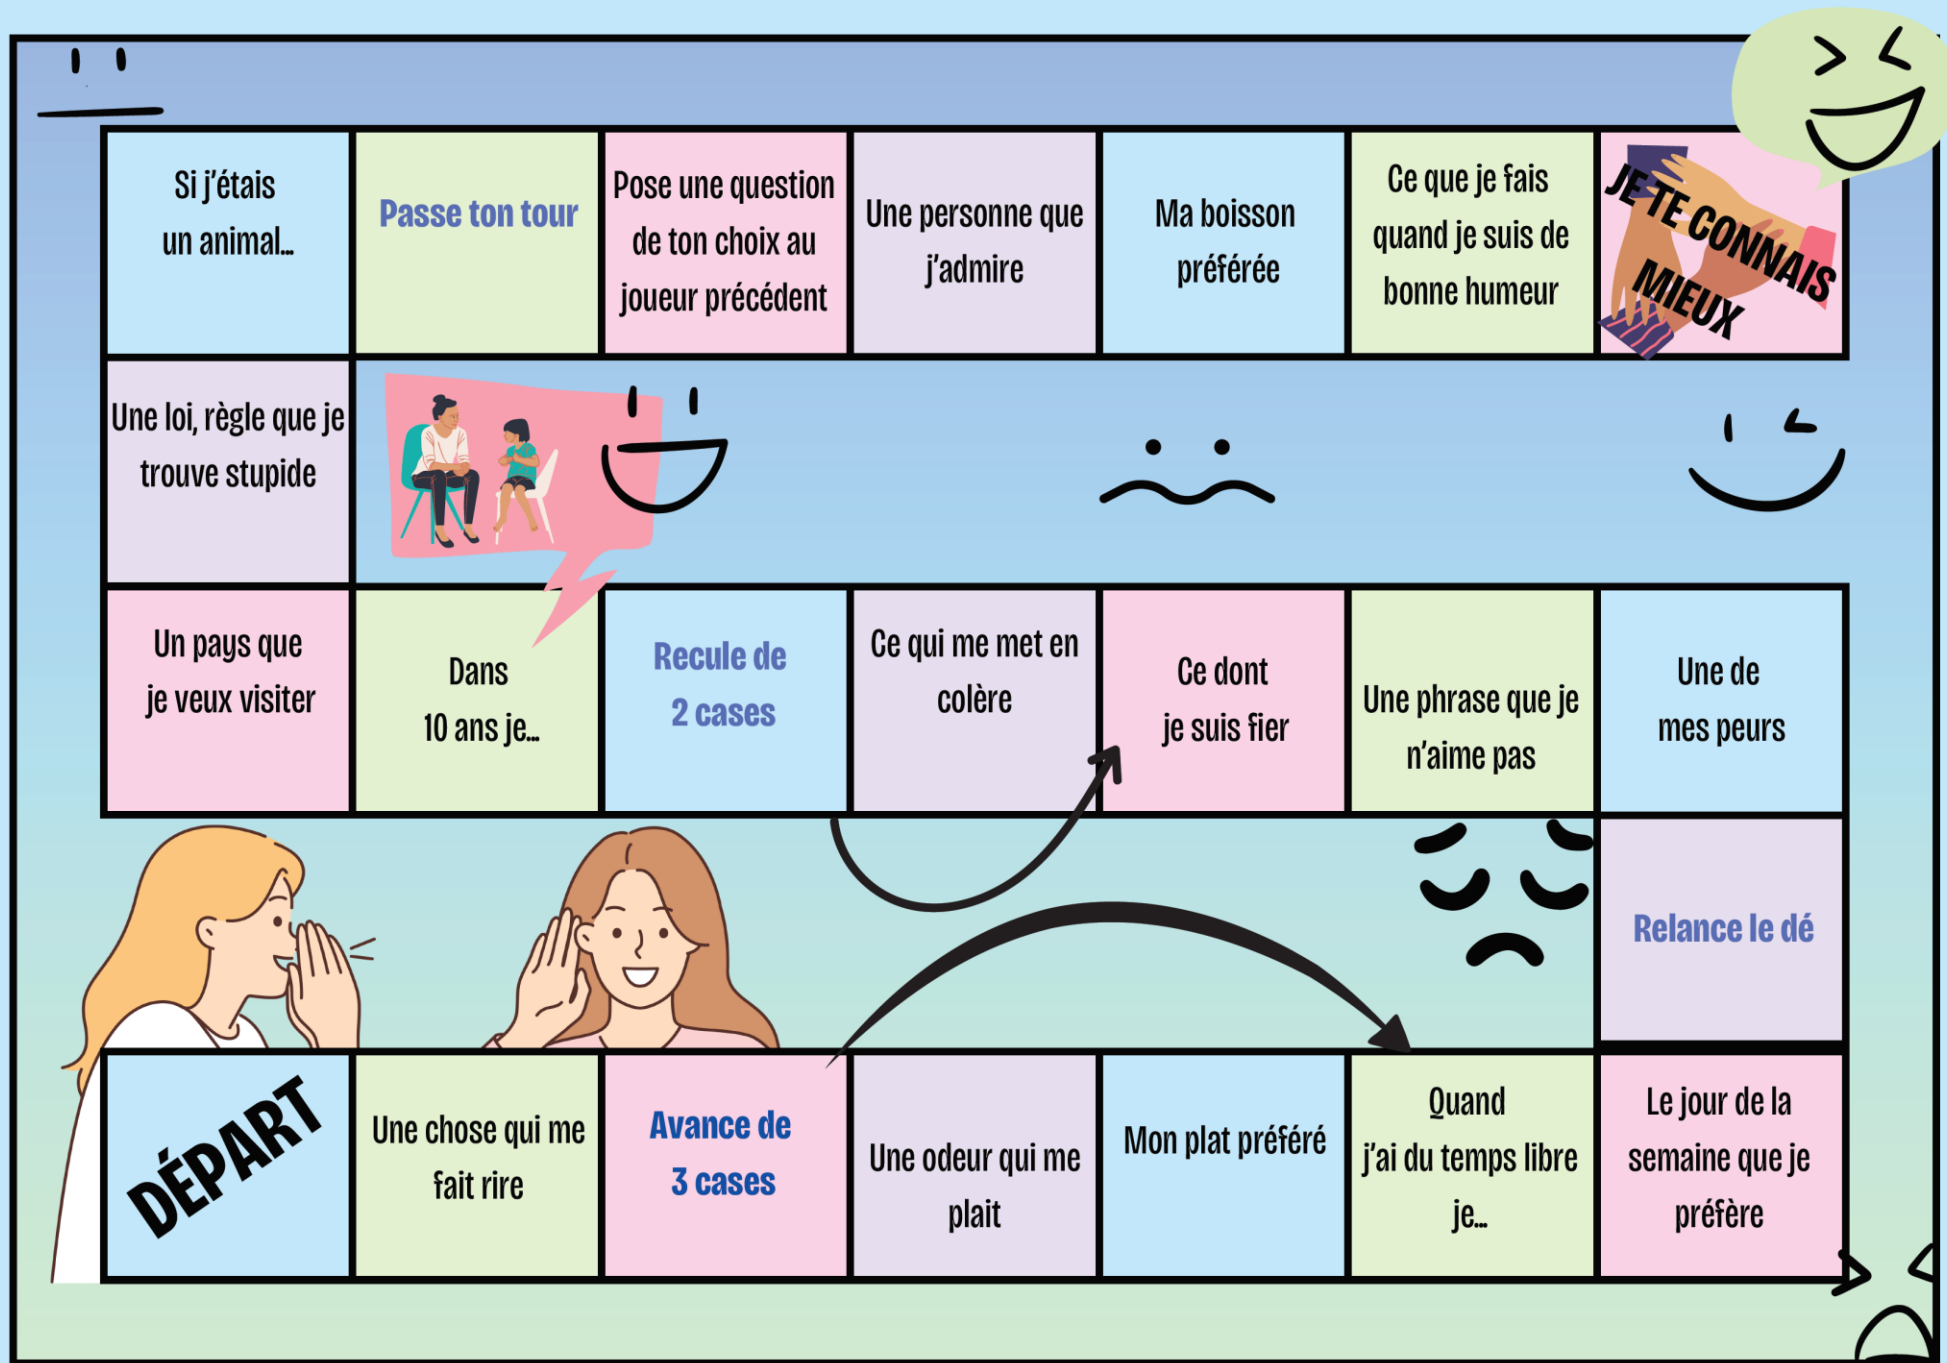 Si j'étais
un animal...
Passe ton tour
Pose une question
de ton choix au
joueur précédent
Une personne que
j'admire
Ma boisson
préférée
Ce que je fais
quand je suis de
bonne humeur
JE TE CONNAIS
MIEUX
Une loi, règle que je
trouve stupide
Un pays que
je veux visiter
Dans
10 ans je...
Recule de
2 cases
Ce qui me met en
colère
Ce dont
je suis fier
Une phrase que je
n'aime pas
Une de
mes peurs
Relance le dé
DÉPART
Une chose qui me
fait rire
Avance de
3 cases
Une odeur qui me
plait
Mon plat préféré
Quand
j'ai du temps libre
je...
Le jour de la
semaine que je
préfère